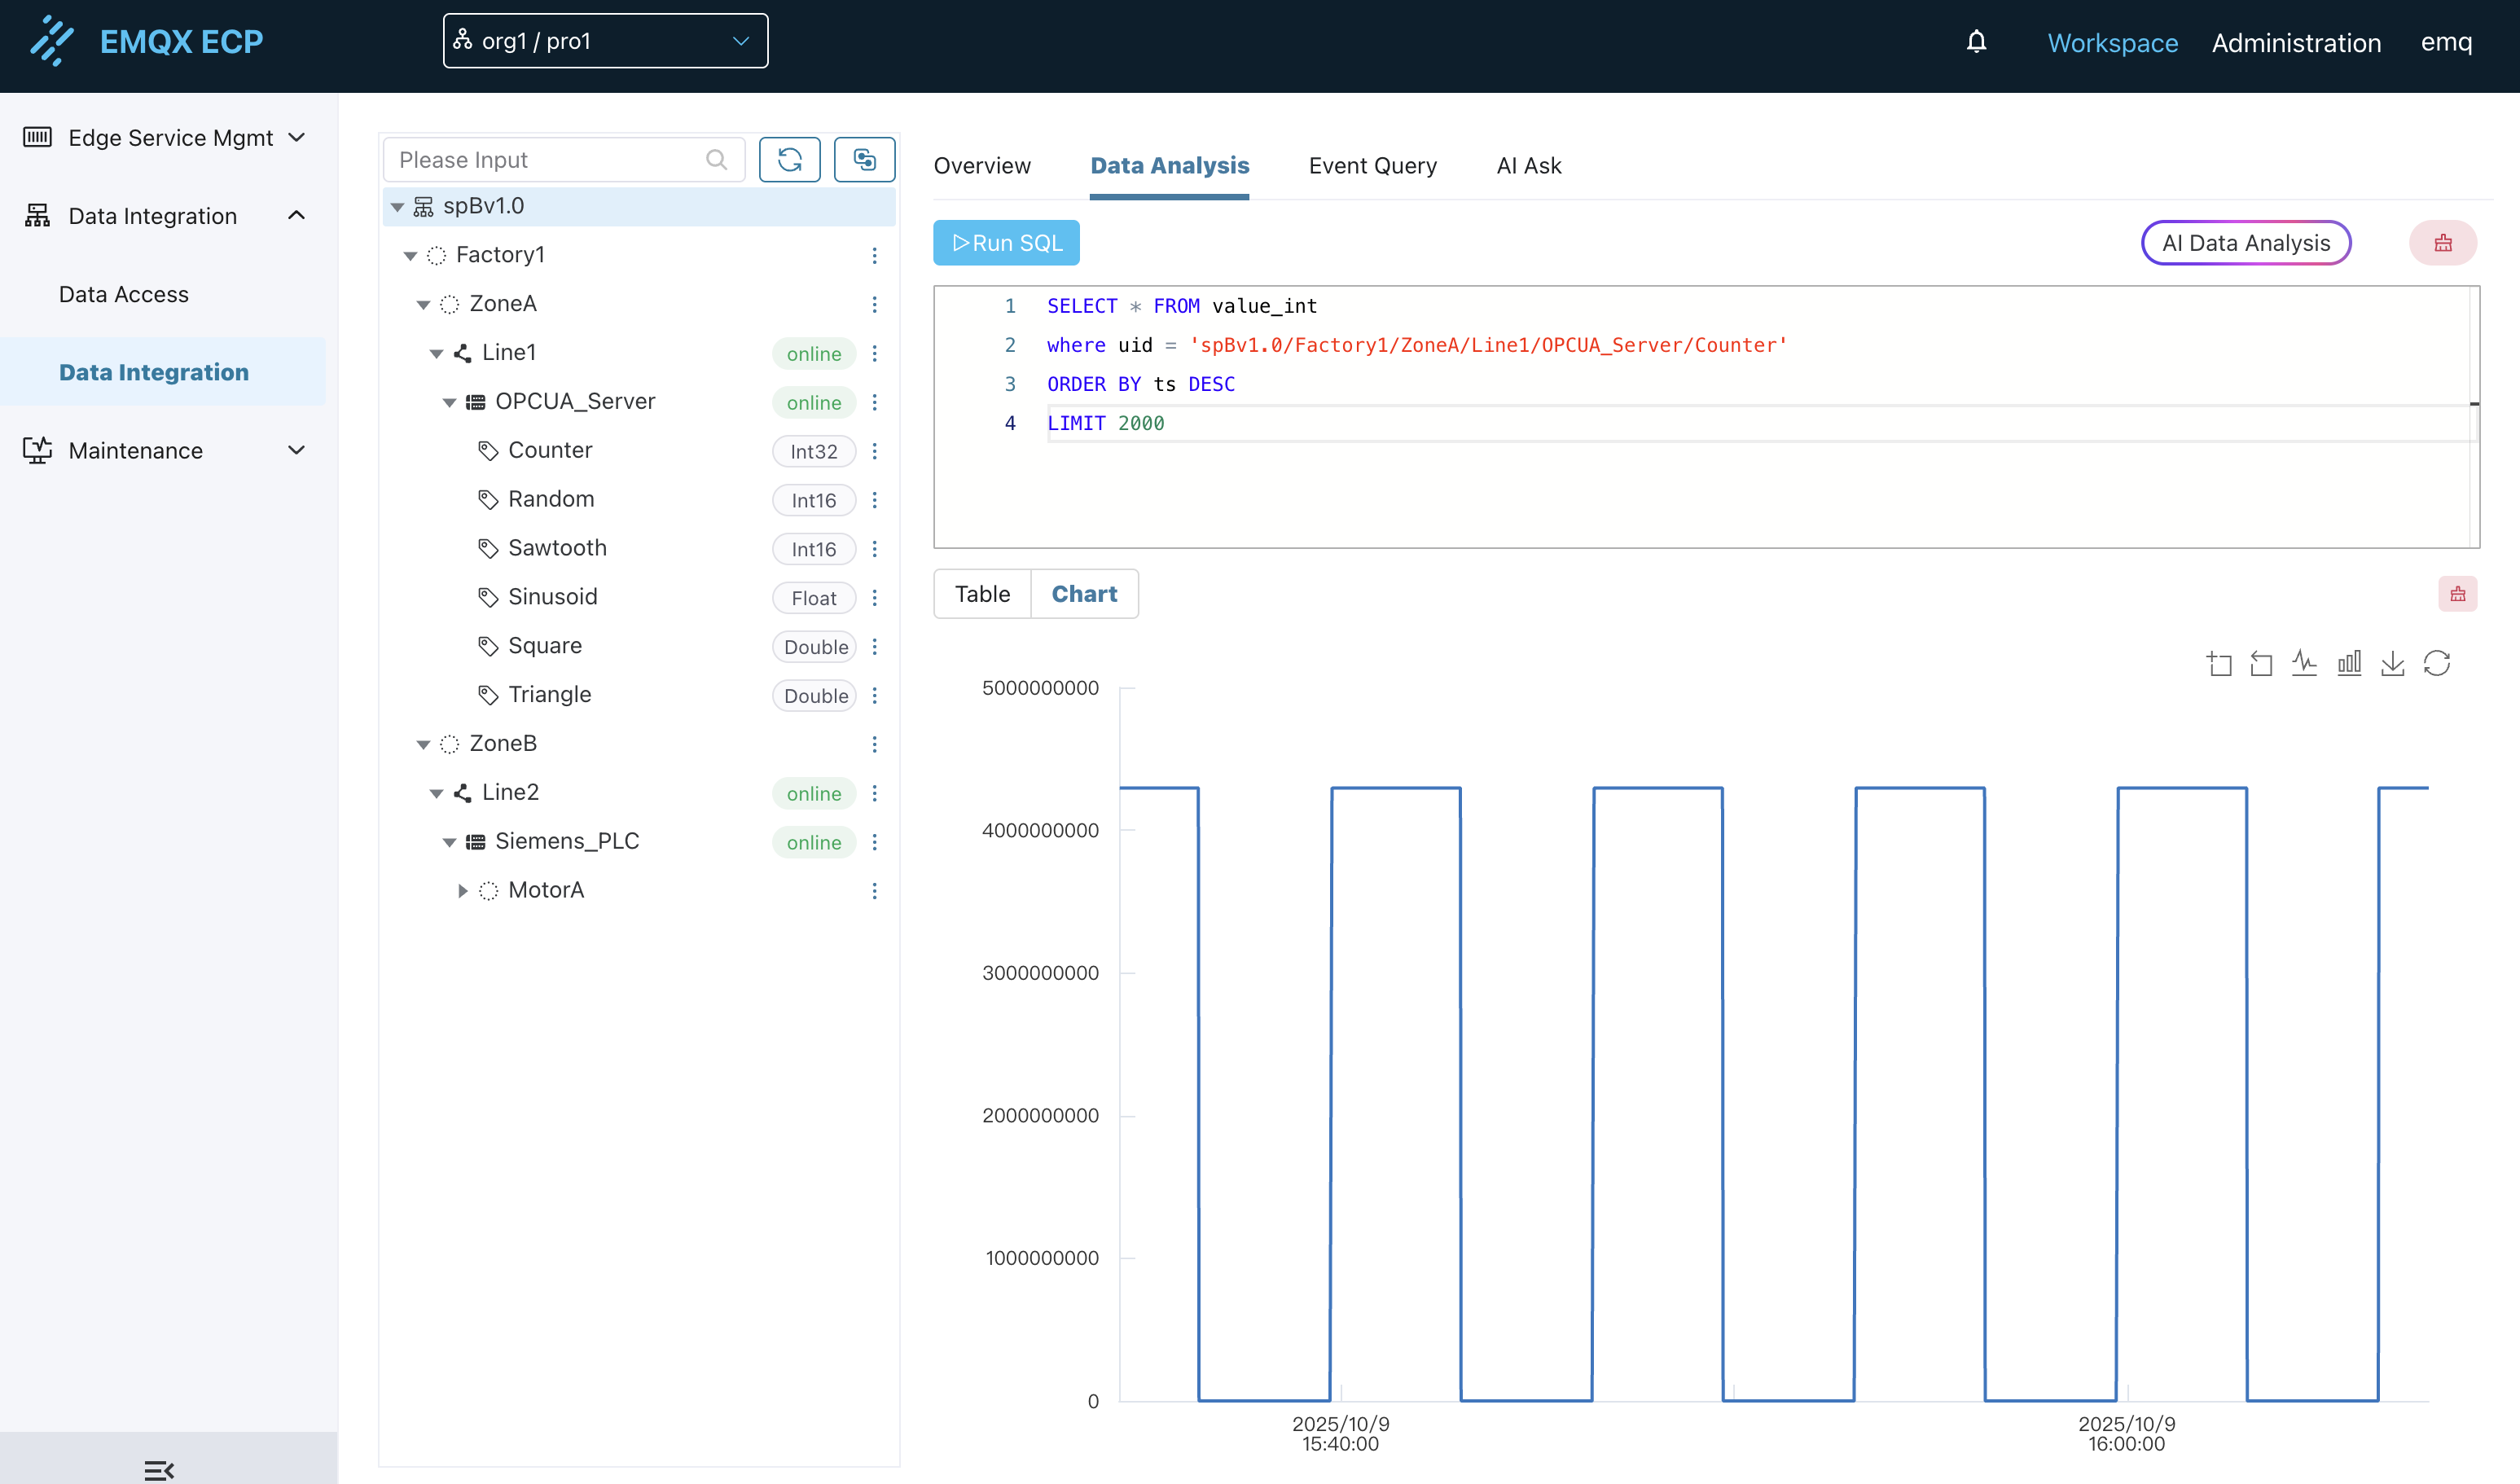 EMQX ECP
org1 / pro1
Workspace
Administration
emq
Edge Service Mgmt
Data Integration
Data Access
Data Integration
Maintenance
Please Input
spBv1.0
Factory1
ZoneA
Line1 online
OPCUA_Server online
Counter Int32
Random Int16
Sawtooth Int16
Sinusoid Float
Square Double
Triangle Double
ZoneB
Line2 online
Siemens_PLC online
MotorA
Overview Data Analysis Event Query AI Ask
Run SQL
AI Data Analysis
1 SELECT * FROM value_int
2 where uid = 'spBv1.0/Factory1/ZoneA/Line1/OPCUA_Server/Counter'
3 ORDER BY ts DESC
4 LIMIT 2000
Table Chart
5000000000
4000000000
3000000000
2000000000
1000000000
0
2025/10/9
15:40:00
2025/10/9
16:00:00